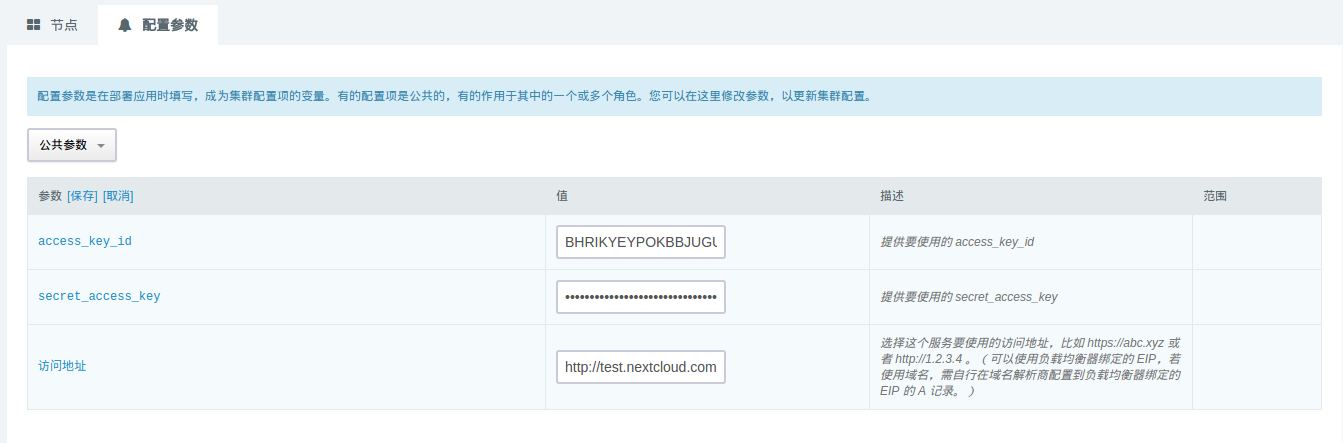 节点 配置参数
配置参数是在部署应用时填写，成为集群配置项的变量。有的配置项是公共的，有的作用于其中的一个或多个角色。您可以在这里修改参数，以更新集群配置。
公共参数
参数 [保存] [取消] 值 描述 范围
access_key_id BHRIKYEYPOKBBJUGU 提供要使用的 access_key_id
secret_access_key •••••••••••••••••••••••••••••• 提供要使用的 secret_access_key
访问地址 http://test.nextcloud.com 选择这个服务要使用的访问地址，比如 https://abc.xyz 或
者 http://1.2.3.4 。（ 可以使用负载均衡器绑定的 EIP，若
使用域名，需自行在域名解析商配置到负载均衡器绑定的
EIP 的 A 记录。 ）